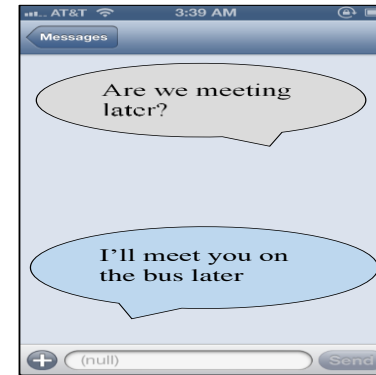 AT&T 3:39 AM
Messages
Are we meeting
later?
I’ll meet you on
the bus later
(null)
Send